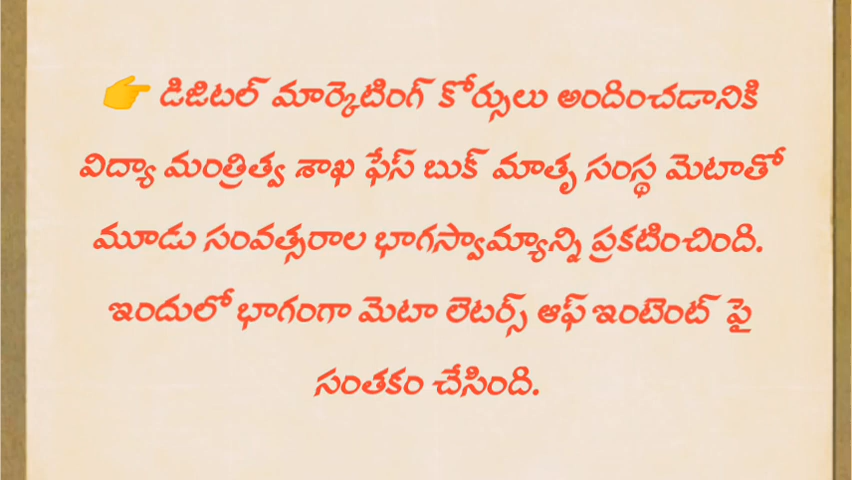 👉 డిజిటల్ మార్కెటింగ్ కోర్సులు అందించడానికి
విద్యా మంత్రిత్వ శాఖ ఫేస్ బుక్ మాతృ సంస్థ మెటాతో
మూడు సంవత్సరాల భాగస్వామ్యాన్ని ప్రకటించింది.
ఇందులో భాగంగా మెటా లెటర్స్ ఆఫ్ ఇంటెంట్ పై
సంతకం చేసింది.